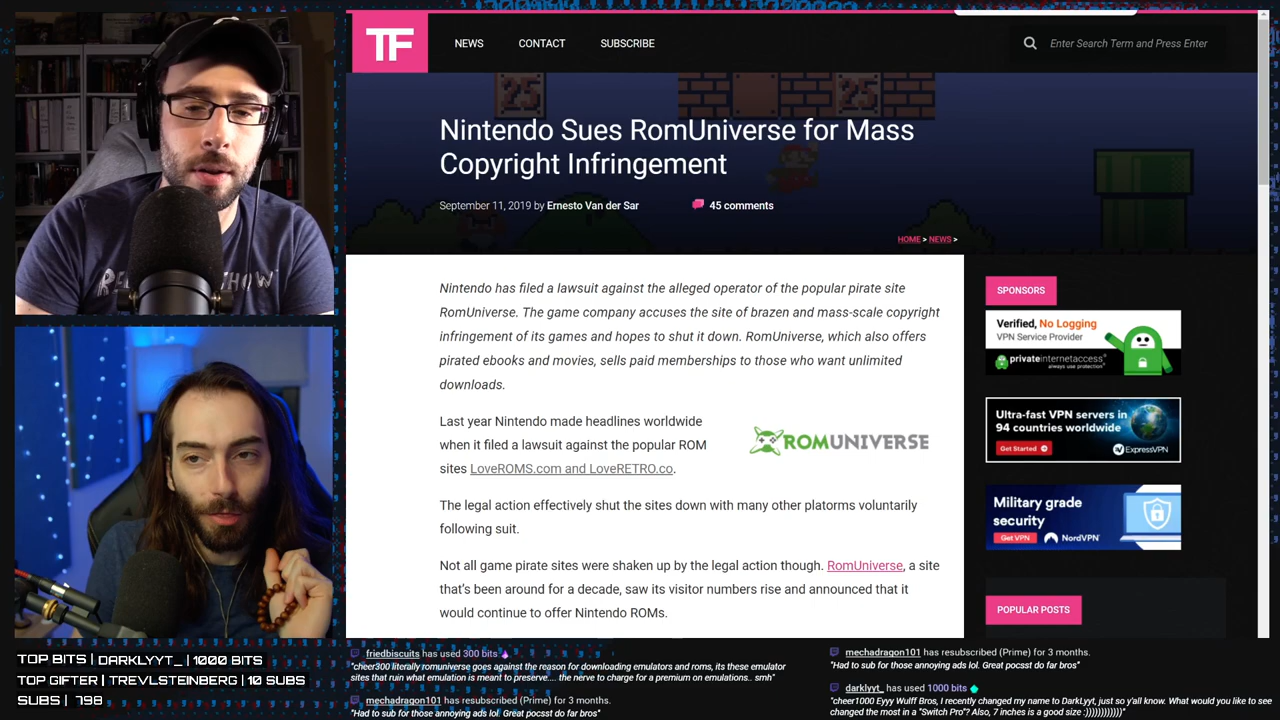 TF
NEWS
CONTACT
SUBSCRIBE
Enter Search Term and Press Enter
25
25
Nintendo Sues RomUniverse for Mass
Copyright Infringement
September 11, 2019 by Ernesto Van der Sar
45 comments
HOME > NEWS >
Nintendo has filed a lawsuit against the alleged operator of the popular pirate site
RomUniverse. The game company accuses the site of brazen and mass-scale copyright
infringement of its games and hopes to shut it down. RomUniverse, which also offers
pirated ebooks and movies, sells paid memberships to those who want unlimited
downloads.
Last year Nintendo made headlines worldwide
when it filed a lawsuit against the popular ROM
sites LoveROMS.com and LoveRETRO.co.
ROMUNIVERSE
The legal action effectively shut the sites down with many other platorms voluntarily
following suit.
Not all game pirate sites were shaken up by the legal action though. RomUniverse, a site
that's been around for a decade, saw its visitor numbers rise and announced that it
would continue to offer Nintendo ROMs.
SPONSORS
Verified, No Logging
VPN Service Provider
privateinternetaccess®
always use protection®
Ultra-fast VPN servers in
94 countries worldwide
Get Started
ExpressVPN
Military grade
security
Get VPN
NordVPN®
POPULAR POSTS
TOP BITS | DARKLYYT_ | 1000 BITS
TOP GIFTER | TREVLSTEINBERG | 10 SUBS
SUBS | 798
friedbiscuits has used 300 bits
"cheer300 literally romuniverse goes against the reason for downloading emulators and roms, its these emulator
sites that ruin what emulation is meant to preserve.... the nerve to charge for a premium on emulations.. smh"
mechadragon101 has resubscribed (Prime) for 3 months.
"Had to sub for those annoying ads lol. Great pocsst do far bros"
mechadragon101 has resubscribed (Prime) for 3 months.
"Had to sub for those annoying ads lol. Great pocsst do far bros"
darklyyt_ has used 1000 bits
"cheer1000 Eyyy Wulff Bros, I recently changed my name to DarkLyyt, just so y'all know. What would you like to see
changed the most in a "Switch Pro"? Also, 7 inches is a good size :))))))))))))"